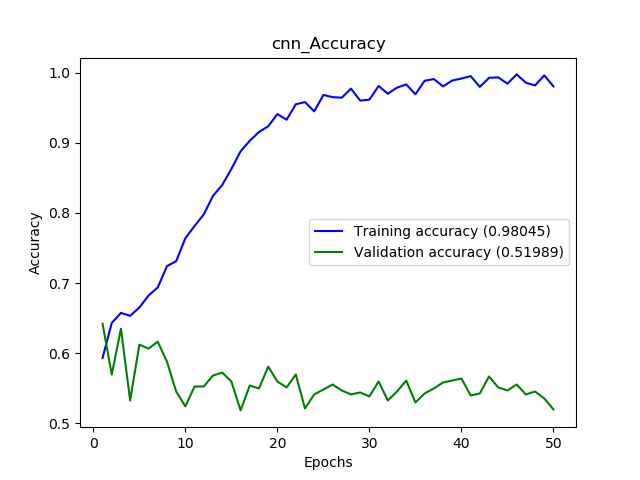 cnn_Accuracy
1.0
0.9
0.8
0.7
0.6
0.5
Accuracy
Training accuracy (0.98045)
Validation accuracy (0.51989)
0 10 20 30 40 50
Epochs